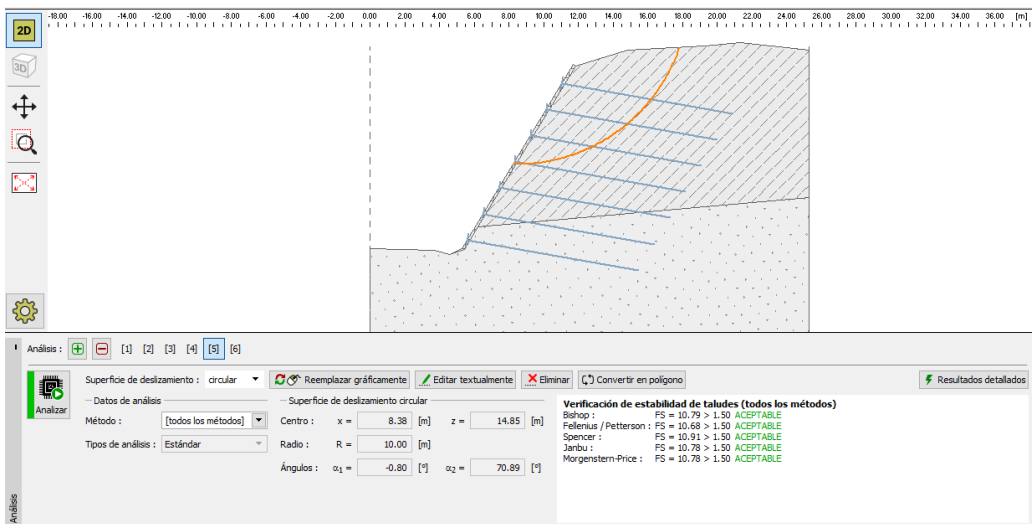 -18.00 -16.00 -14.00 -12.00 -10.00 -8.00 -6.00 -4.00 -2.00 0.00 2.00 4.00 6.00 8.00 10.00 12.00 14.00 16.00 18.00 20.00 22.00 24.00 26.00 28.00 30.00 32.00 34.00 36.00 [m]
2D
3D
Análisis : [1] [2] [3] [4] [5] [6]
Analizar
Superficie de deslizamiento : circular Reemplazar gráficamente Editar textualmente Eliminar Convertir en polígono Resultados detallados
Datos de análisis
Método : [todos los métodos]
Tipos de análisis : Estándar
Superficie de deslizamiento circular
Centro : x = 8.38 [m] z = 14.85 [m]
Radio : R = 10.00 [m]
Ángulos : α1 = -0.80 [°] α2 = 70.89 [°]
Verificación de estabilidad de taludes (todos los métodos)
Bishop : FS = 10.79 > 1.50 ACEPTABLE
Fellenius / Petterson : FS = 10.68 > 1.50 ACEPTABLE
Spencer : FS = 10.91 > 1.50 ACEPTABLE
Janbu : FS = 10.78 > 1.50 ACEPTABLE
Morgenstern-Price : FS = 10.78 > 1.50 ACEPTABLE
Análisis